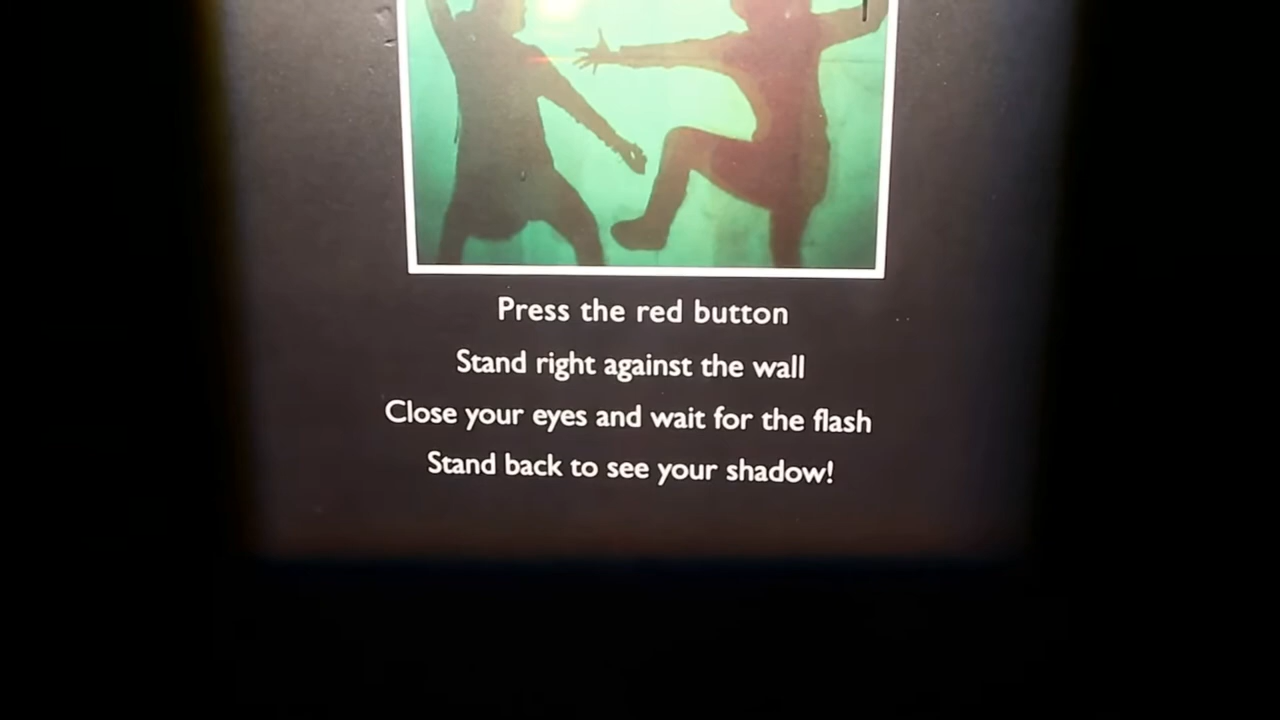 Press the red button
Stand right against the wall
Close your eyes and wait for the flash
Stand back to see your shadow!